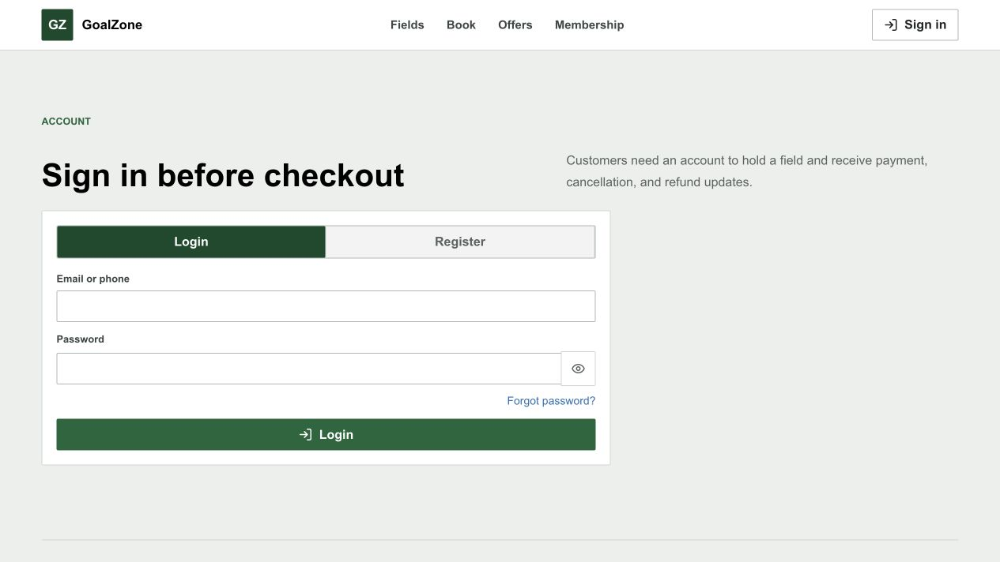 GZ GoalZone
Fields Book Offers Membership
Sign in
ACCOUNT
Sign in before checkout
Customers need an account to hold a field and receive payment,
cancellation, and refund updates.
Login Register
Email or phone
Password
Forgot password?
Login